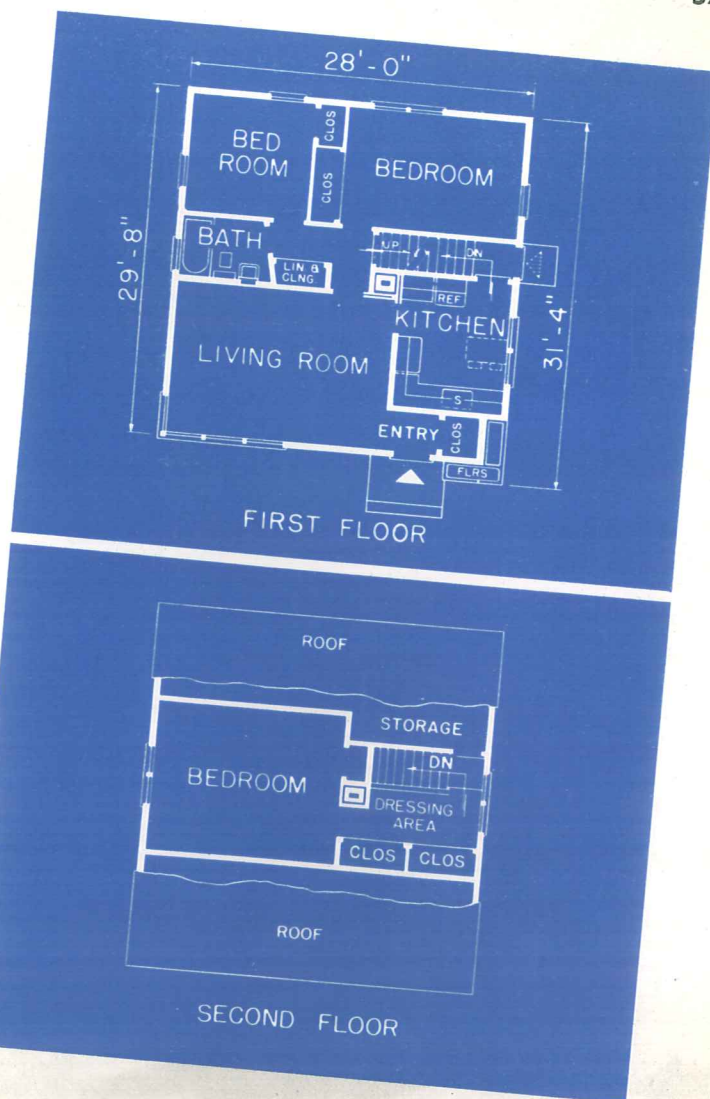 28'-0"
CLOS
BED
ROOM
CLOS
BEDROOM
29'-8"
BATH
UP
DN
LIN &
CLNG
REF
KITCHEN
31'-4"
LIVING ROOM
S
ENTRY
CLOS
FLRS
FIRST FLOOR
ROOF
STORAGE
DN
BEDROOM
DRESSING
AREA
CLOS
CLOS
ROOF
SECOND FLOOR